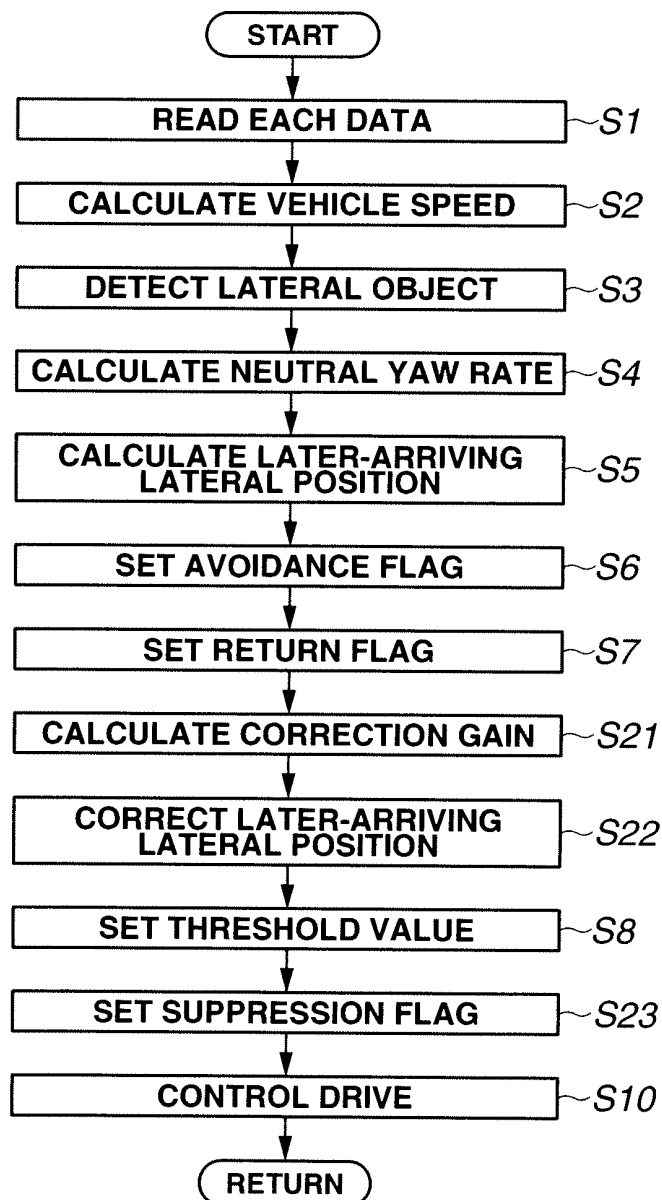 START
READ EACH DATA S1
CALCULATE VEHICLE SPEED S2
DETECT LATERAL OBJECT S3
CALCULATE NEUTRAL YAW RATE S4
CALCULATE LATER-ARRIVING
LATERAL POSITION S5
SET AVOIDANCE FLAG S6
SET RETURN FLAG S7
CALCULATE CORRECTION GAIN S21
CORRECT LATER-ARRIVING
LATERAL POSITION S22
SET THRESHOLD VALUE S8
SET SUPPRESSION FLAG S23
CONTROL DRIVE S10
RETURN